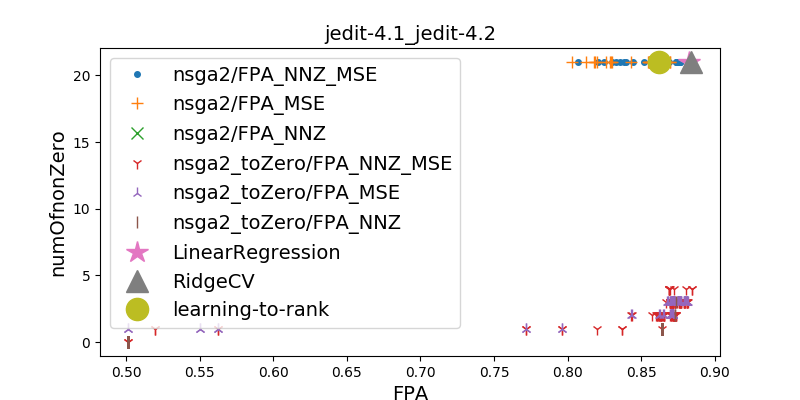 jedit-4.1_jedit-4.2
numOfnonZero
20
15
10
5
0
nsga2/FPA_NNZ_MSE
nsga2/FPA_MSE
nsga2/FPA_NNZ
nsga2_toZero/FPA_NNZ_MSE
nsga2_toZero/FPA_MSE
nsga2_toZero/FPA_NNZ
LinearRegression
RidgeCV
learning-to-rank
0.50 0.55 0.60 0.65 0.70 0.75 0.80 0.85 0.90
FPA